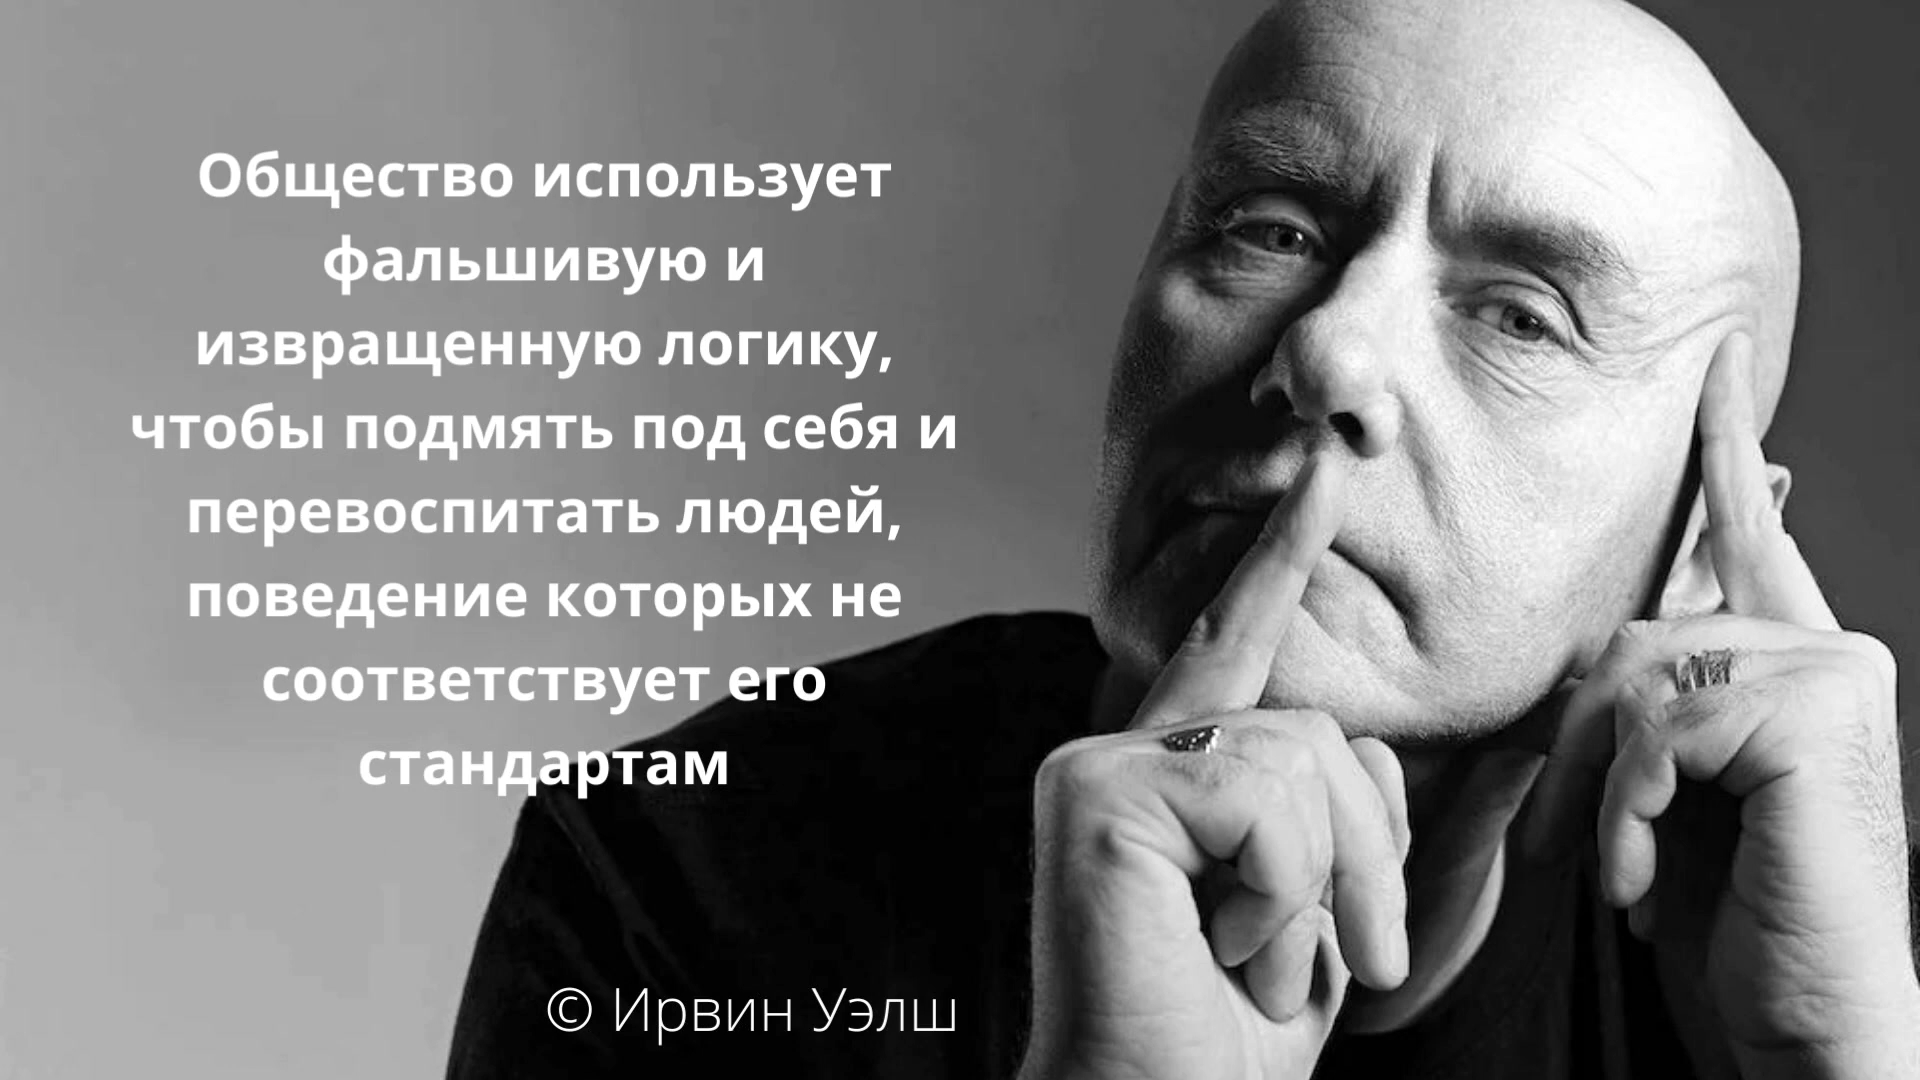 Общество использует
фальшивую и
извращенную логику,
чтобы подмять под себя и
перевоспитать людей,
поведение которых не
соответствует его
стандартам
© Ирвин Уэлш